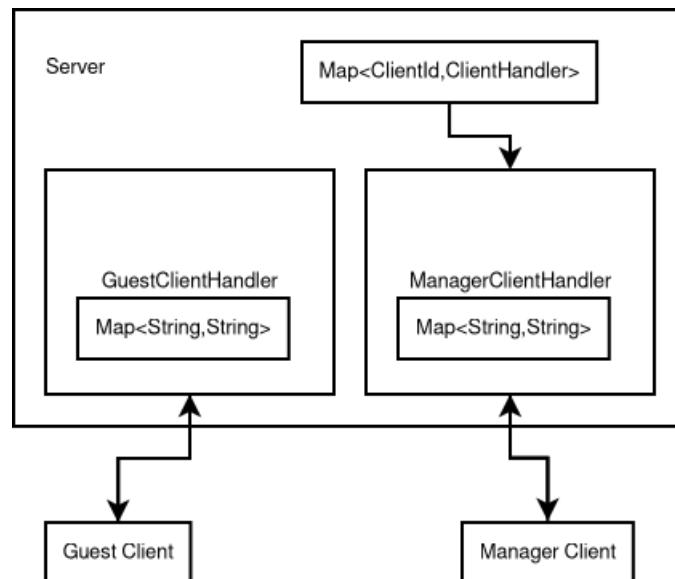 Server
Map<ClientId,ClientHandler>
GuestClientHandler
Map<String,String>
ManagerClientHandler
Map<String,String>
Guest Client
Manager Client